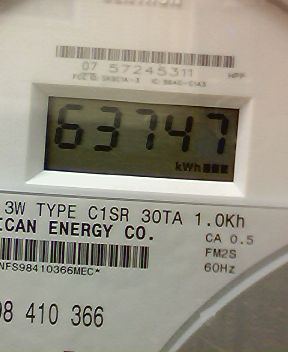 07 57245311
63747
kWh
3W TYPE C1SR 30TA 1.0Kh
ICAN ENERGY CO.
CA 0.5
FM2S
NFS98410366MEC*
60Hz
98 410 366